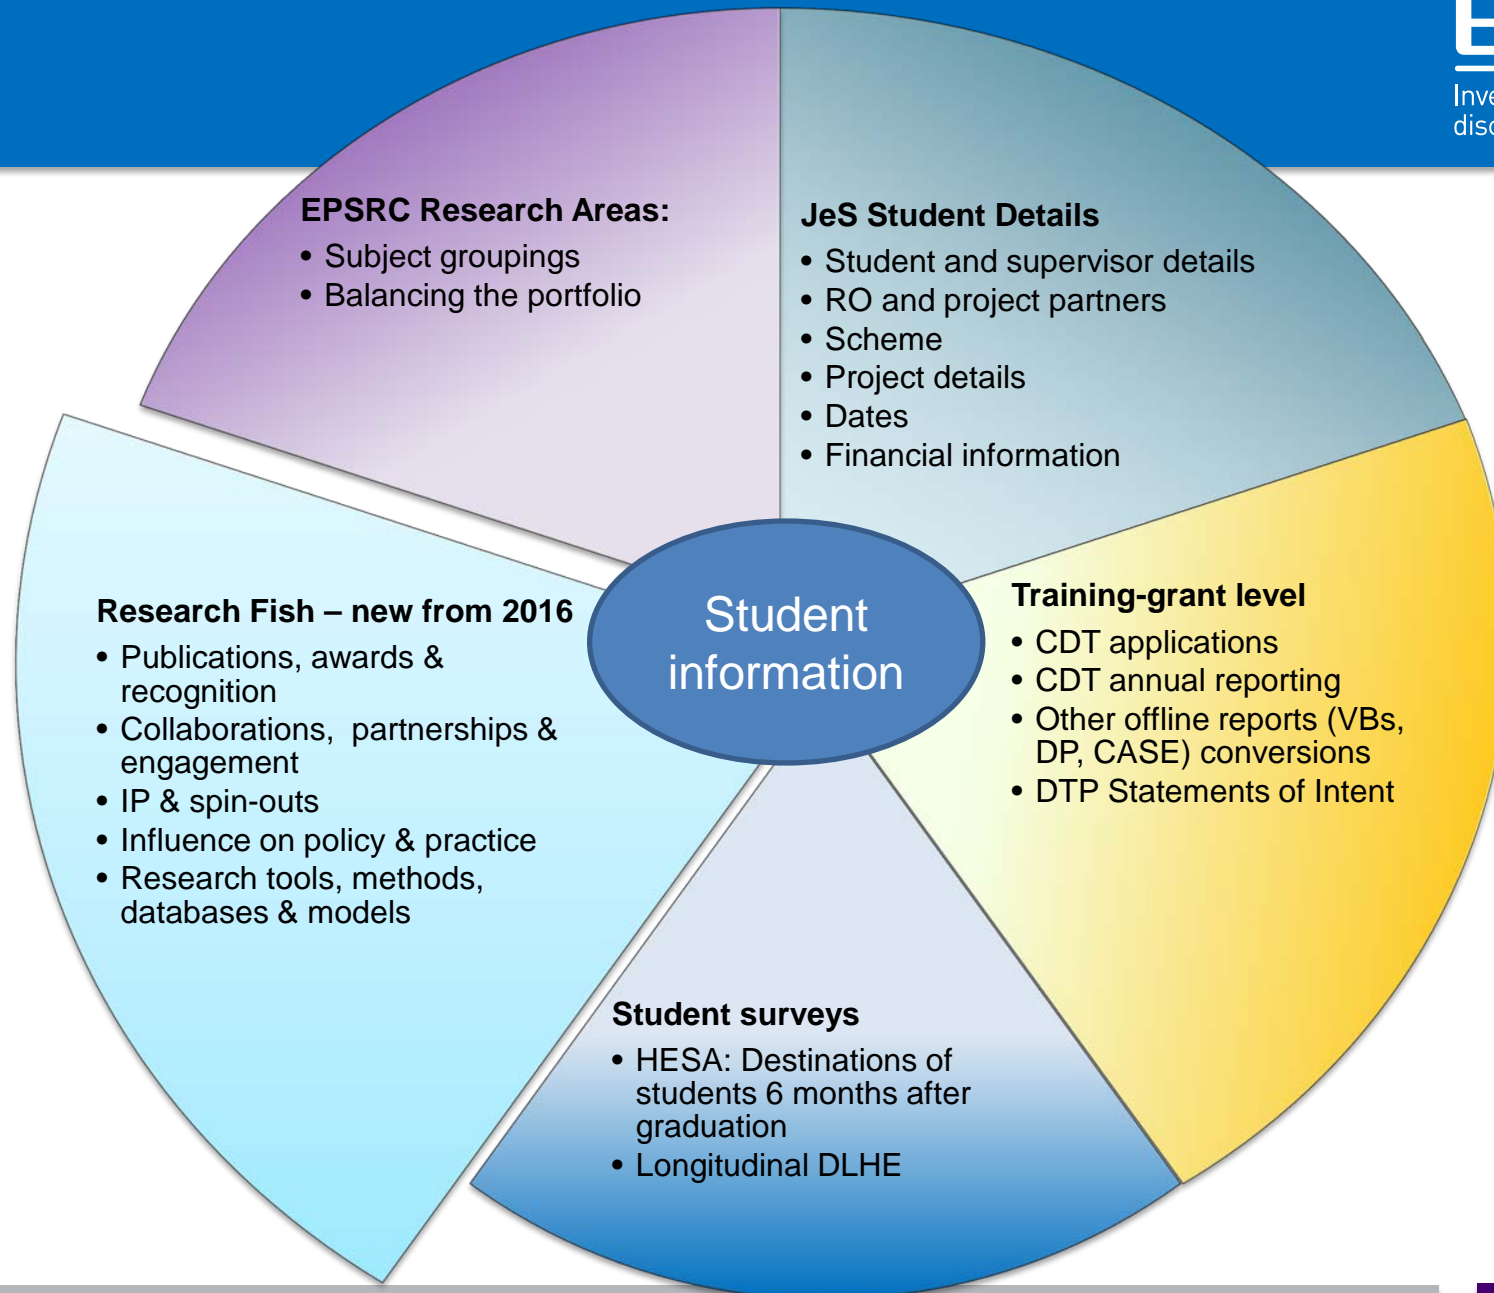 EPSRC Research Areas:
• Subject groupings
• Balancing the portfolio
JeS Student Details
• Student and supervisor details
• RO and project partners
• Scheme
• Project details
• Dates
• Financial information
Training-grant level
• CDT applications
• CDT annual reporting
• Other offline reports (VBs,
DP, CASE) conversions
• DTP Statements of Intent
Student surveys
• HESA: Destinations of
students 6 months after
graduation
• Longitudinal DLHE
Research Fish – new from 2016
• Publications, awards &
recognition
• Collaborations, partnerships &
engagement
• IP & spin-outs
• Influence on policy & practice
• Research tools, methods,
databases & models
Student
information